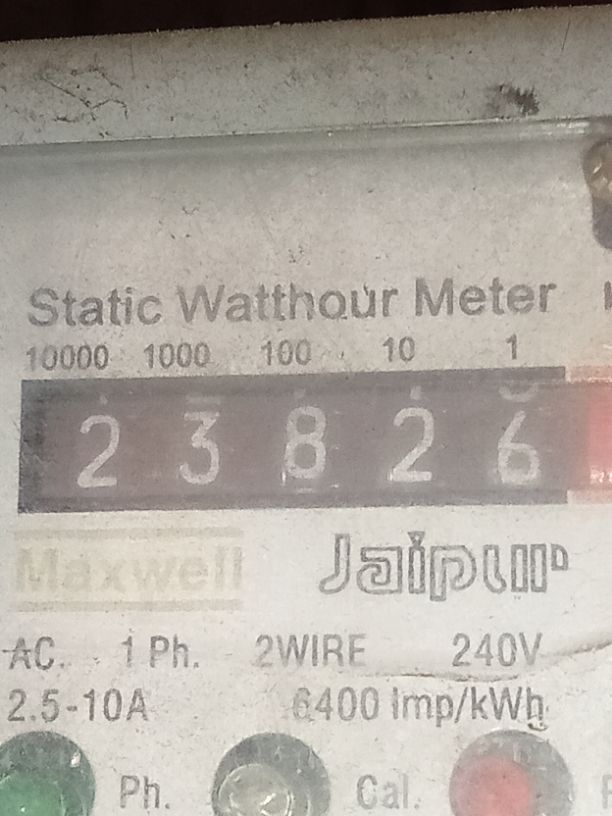 Static Watthour Meter
10000 1000 100 10 1
2 3 8 2 6
Maxwell Jaipur
AC. 1 Ph. 2WIRE 240V
2.5-10A 6400 Imp/kWh
Ph. Cal.